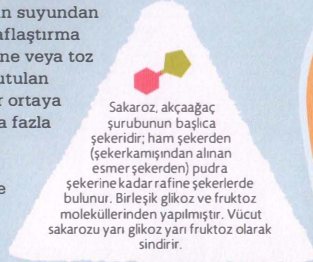 n suyundan
aflaştırma
ne veya toz
utulan
r ortaya
a fazla
e
Sakaroz, akçaağaç
şurubunun başlıca
şekeridir; ham şekerden
(şekerkamışından alınan
esmer şekerden) pudra
şekerine kadar rafine şekerlerde
bulunur. Birleşik glikoz ve fruktoz
moleküllerinden yapılmıştır. Vücut
sakarozu yarı glikoz yarı fruktoz olarak
sindirir.